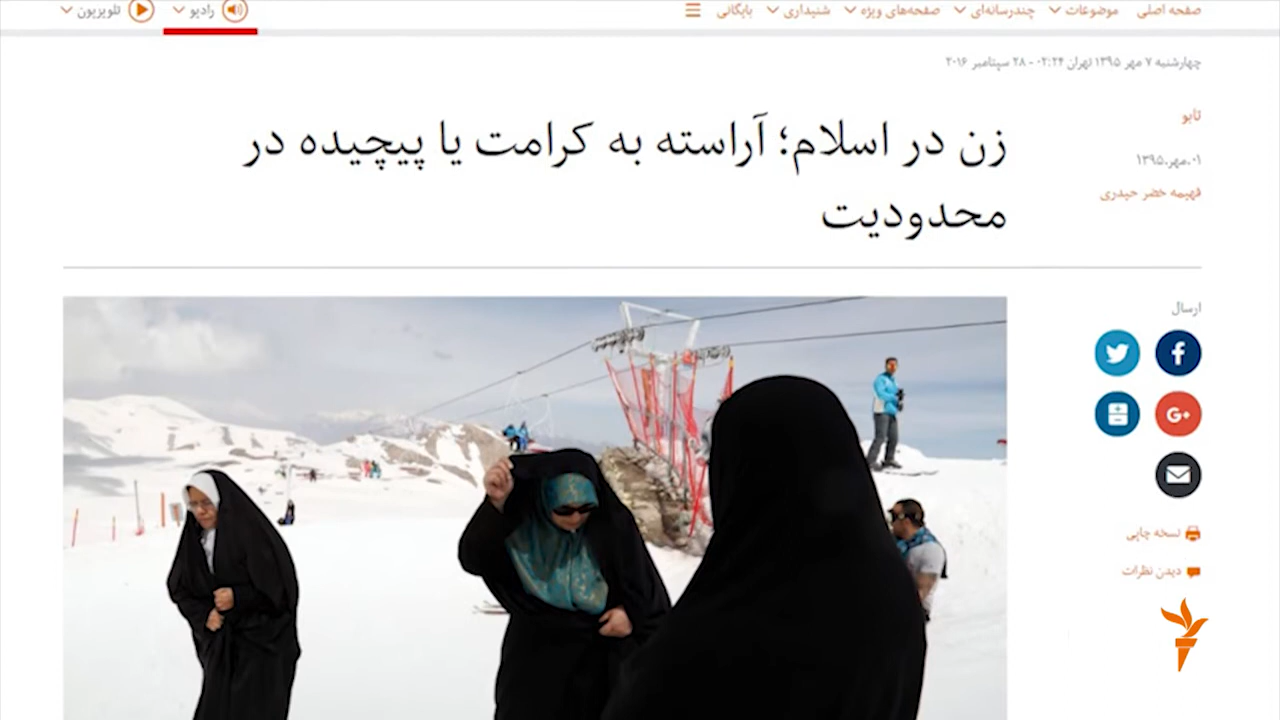 صفحه اصلی موضوعات چندرسانه‌ای صفحه‌های ویژه شنیداری بایگانی رادیو تلویزیون
چهارشنبه ۷ مهر ۱۳۹۵ تهران ۰۲:۲۴ - ۲۸ سپتامبر ۲۰۱۶
تابو
۰۱.مهر.۱۳۹۵
فهیمه خضر حیدری
زن در اسلام؛ آراسته به کرامت یا پیچیده در
محدودیت
ارسال
نسخه چاپی
دیدن نظرات